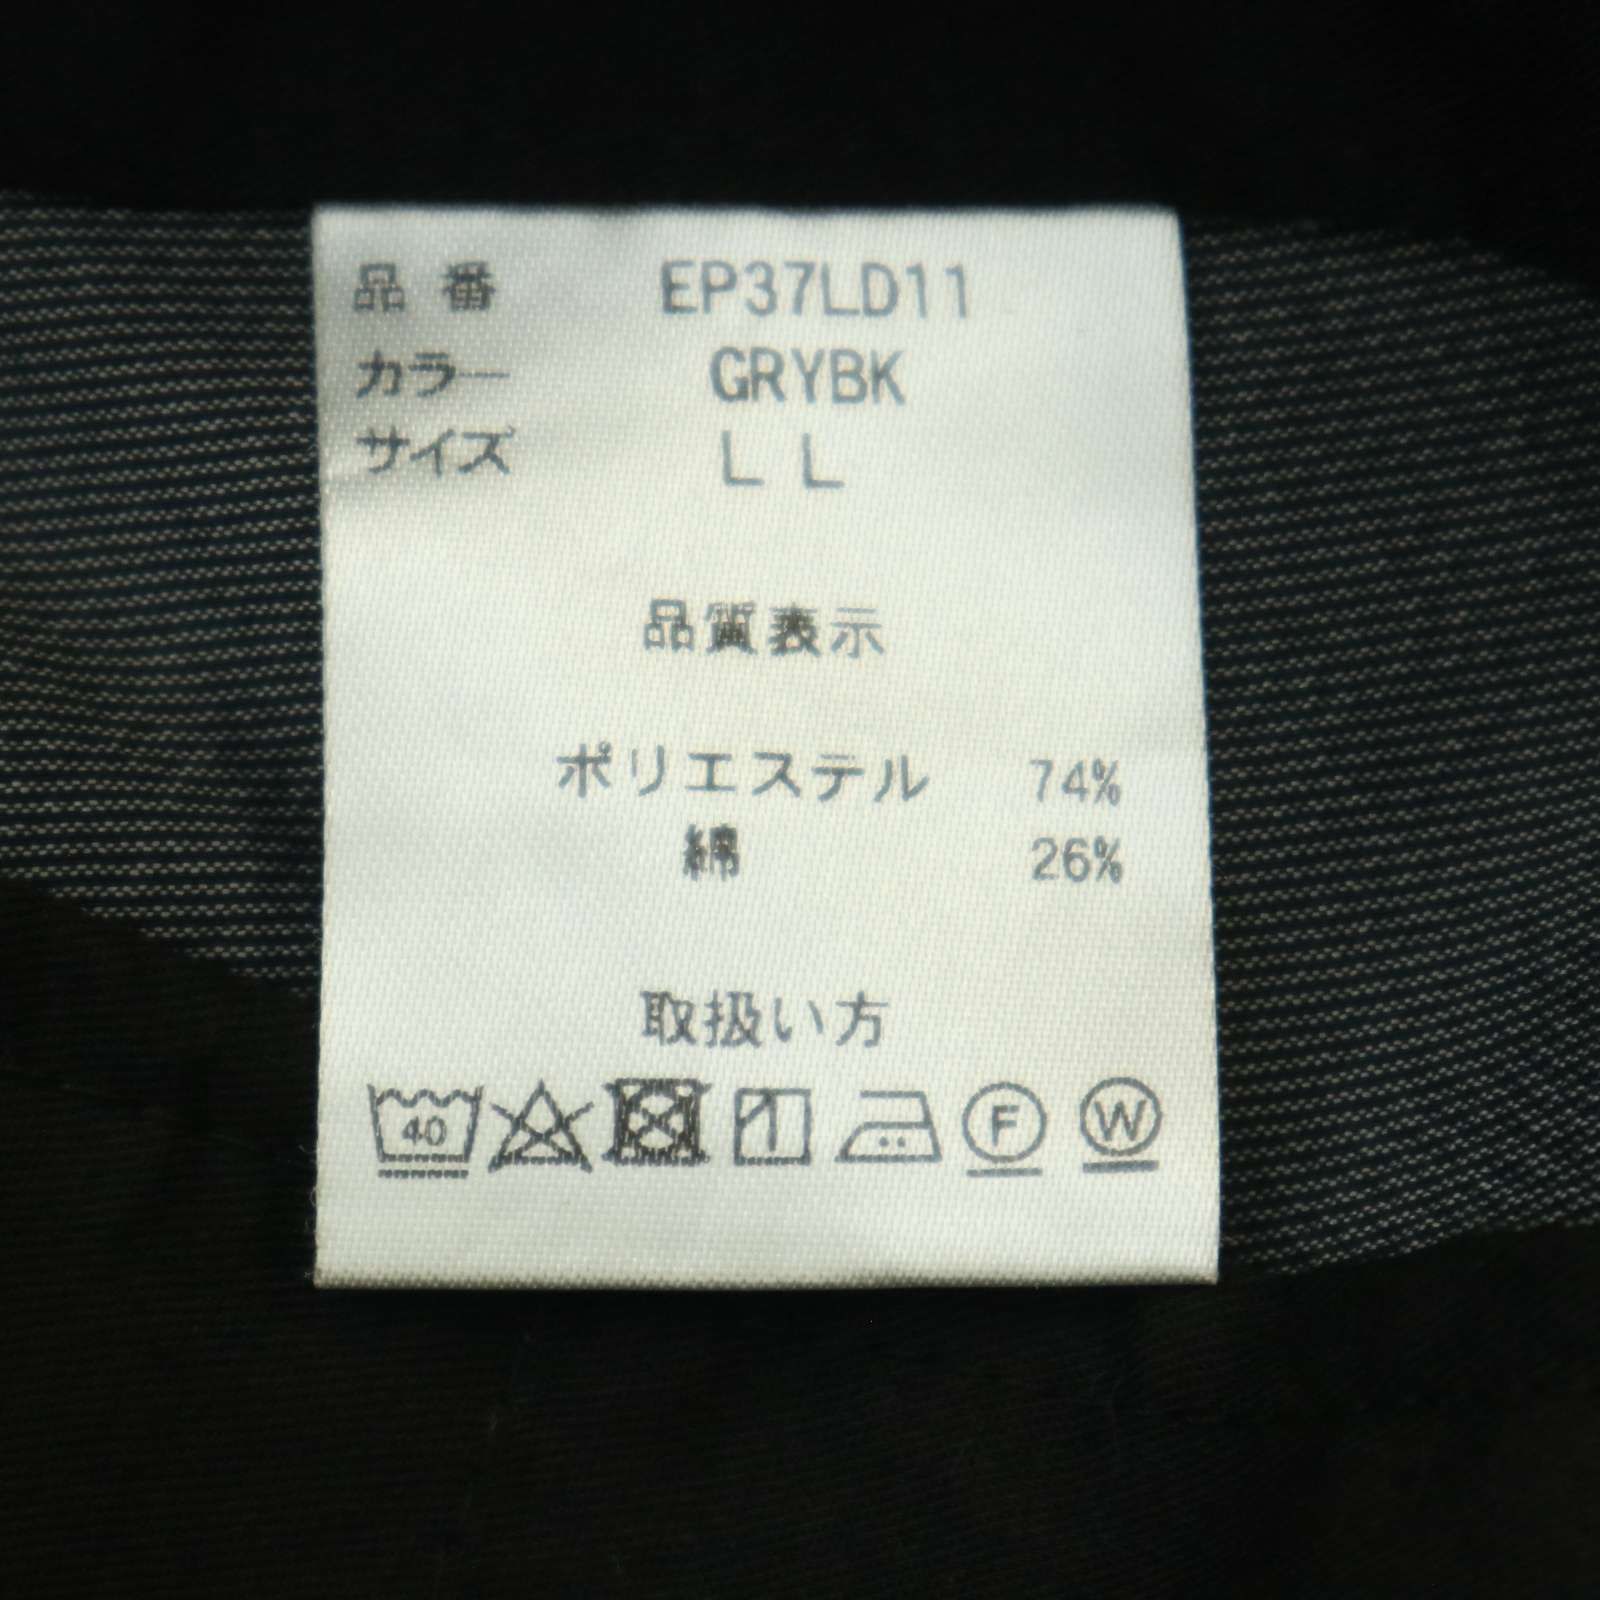 品番 EP37LD11
カラー GRYBK
サイズ LL
品質表示
ポリエステル 74%
綿 26%
取扱い方
40 F W